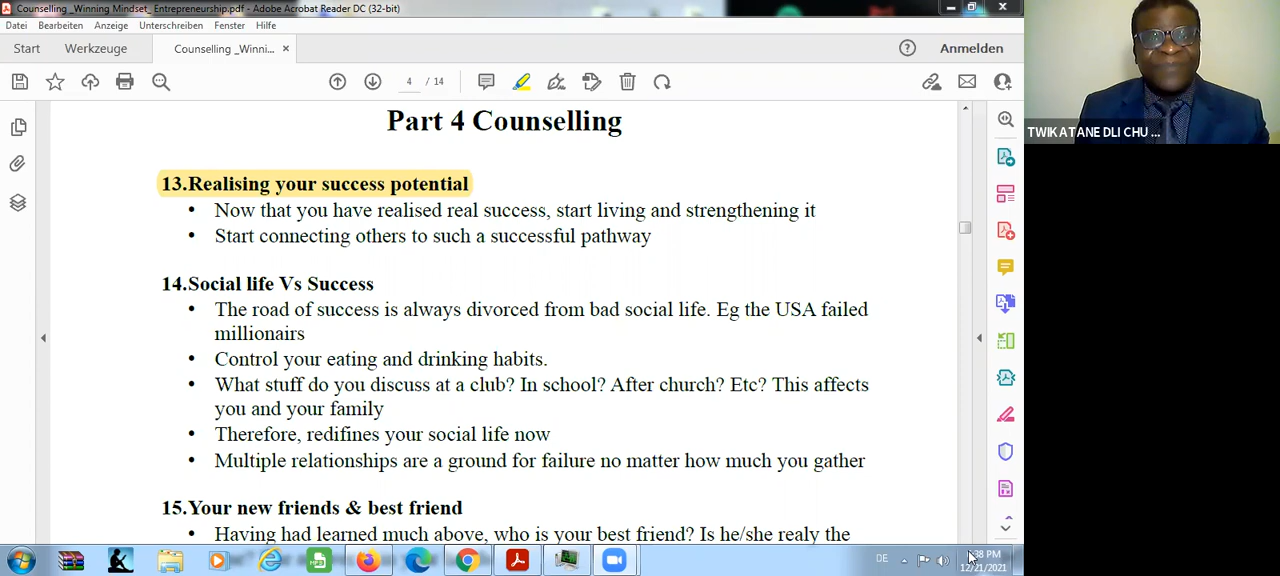 Counselling _Winning Mindset_ Entrepreneurship.pdf - Adobe Acrobat Reader DC (32-bit)
Datei Bearbeiten Anzeige Unterschreiben Fenster Hilfe
Start Werkzeuge Counselling _Winni... × Anmelden
4 / 14
TWIKATANE DLI CHU ...
Part 4 Counselling
13.Realising your success potential
• Now that you have realised real success, start living and strengthening it
• Start connecting others to such a successful pathway
14.Social life Vs Success
• The road of success is always divorced from bad social life. Eg the USA failed
millionairs
• Control your eating and drinking habits.
• What stuff do you discuss at a club? In school? After church? Etc? This affects
you and your family
• Therefore, redifines your social life now
• Multiple relationships are a ground for failure no matter how much you gather
15.Your new friends & best friend
• Having had learned much above, who is your best friend? Is he/she realy the
DE
:38 PM
12/21/2021